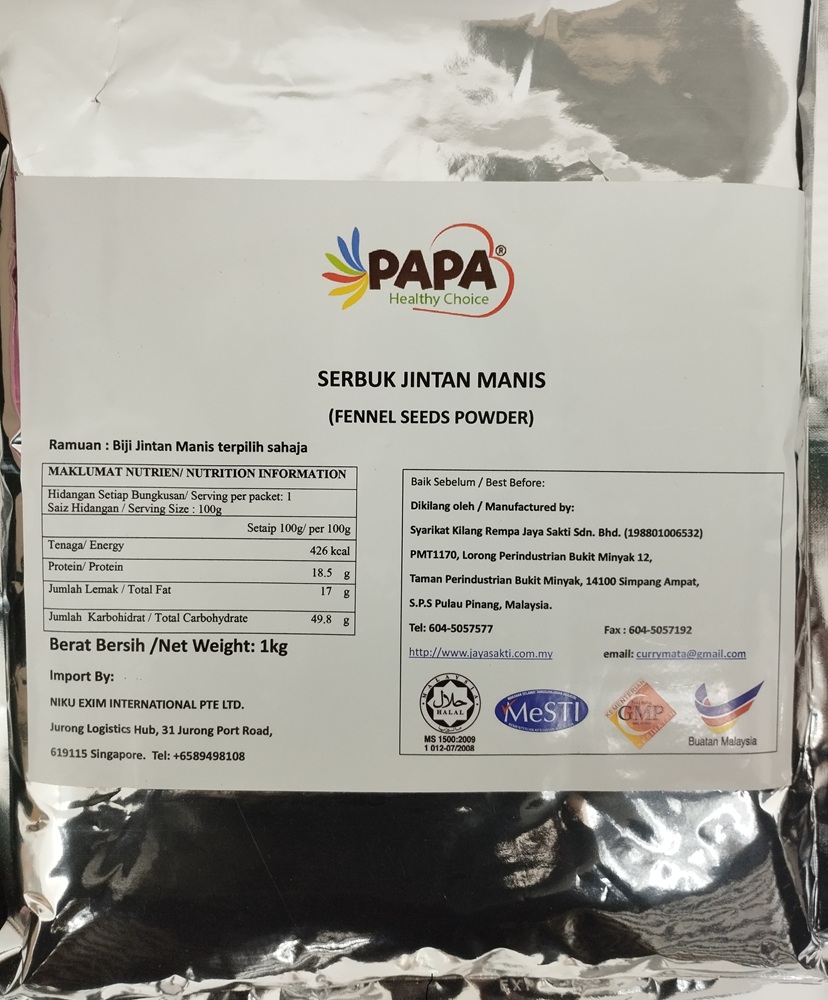 PAPA®
Healthy Choice
SERBUK JINTAN MANIS
(FENNEL SEEDS POWDER)
Ramuan : Biji Jintan Manis terpilih sahaja
MAKLUMAT NUTRIEN/ NUTRITION INFORMATION
Hidangan Setiap Bungkusan/ Serving per packet: 1
Saiz Hidangan / Serving Size : 100g
Setaip 100g/ per 100g
Tenaga/ Energy 426 kcal
Protein/ Protein 18.5 g
Jumlah Lemak / Total Fat 17 g
Jumlah Karbohidrat / Total Carbohydrate 49.8 g
Berat Bersih /Net Weight: 1kg
Import By:
NIKU EXIM INTERNATIONAL PTE LTD.
Jurong Logistics Hub, 31 Jurong Port Road,
619115 Singapore. Tel: +6589498108
Baik Sebelum / Best Before:
Dikilang oleh / Manufactured by:
Syarikat Kilang Rempa Jaya Sakti Sdn. Bhd. (198801006532)
PMT1170, Lorong Perindustrian Bukit Minyak 12,
Taman Perindustrian Bukit Minyak, 14100 Simpang Ampat,
S.P.S Pulau Pinang, Malaysia.
Tel: 604-5057577 Fax : 604-5057192
http://www.jayasakti.com.my email: currymata@gmail.com
MALAYSIA
حلال
HALAL
MS 1500:2009
1 012-07/2008
MeSTI
KEMENTERIAN
GMP
Buatan Malaysia
EXP